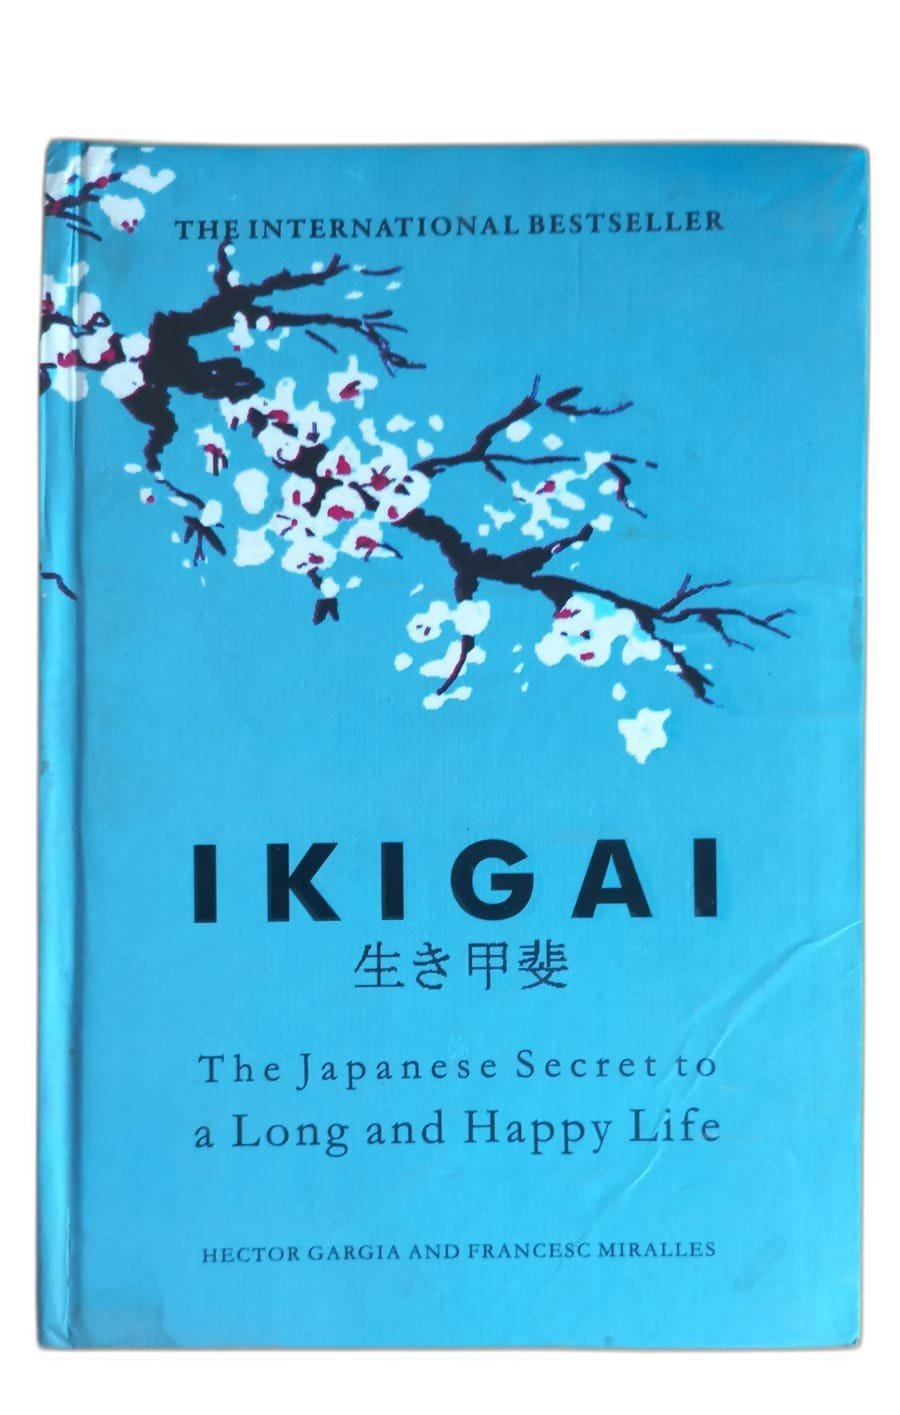 THE INTERNATIONAL BESTSELLER
IKIGAI
生き甲斐
The Japanese Secret to
a Long and Happy Life
HECTOR GARGIA AND FRANCESC MIRALLES